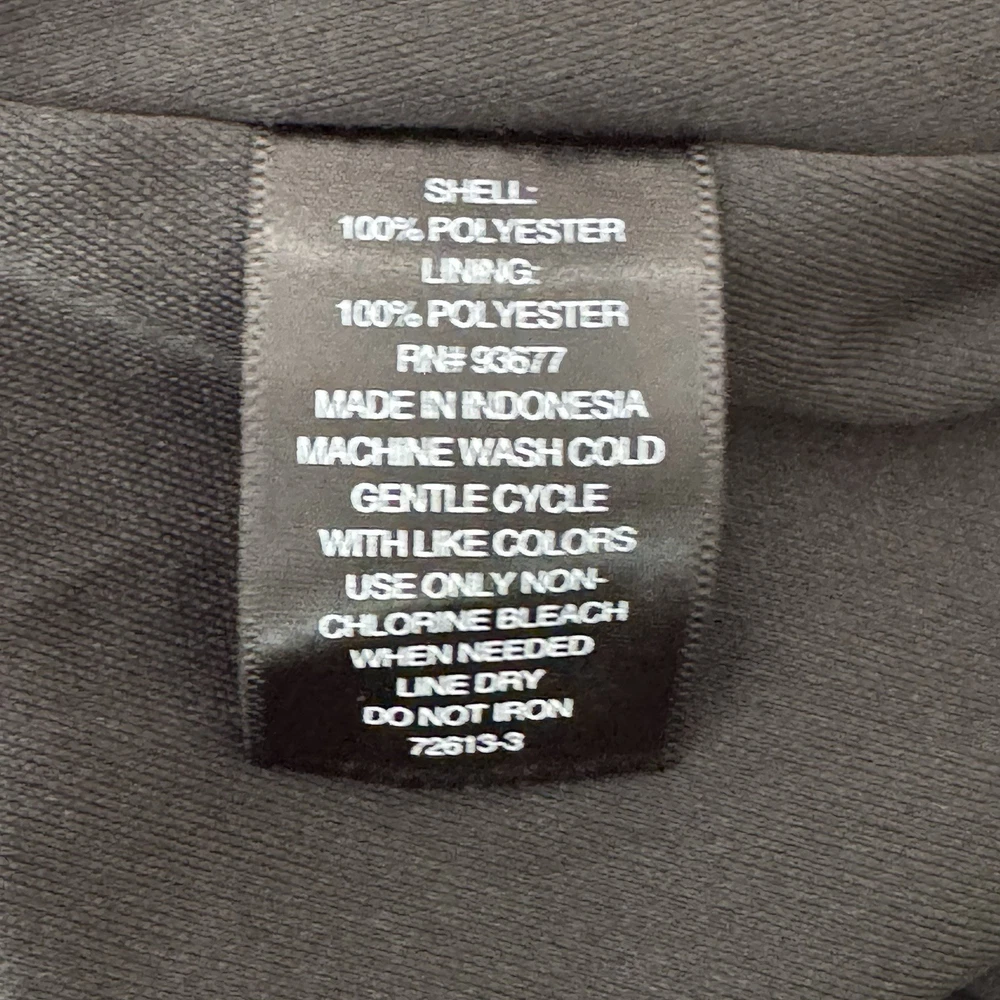 SHELL:
100% POLYESTER
LINING:
100% POLYESTER
RN# 93677
MADE IN INDONESIA
MACHINE WASH COLD
GENTLE CYCLE
WITH LIKE COLORS
USE ONLY NON-
CHLORINE BLEACH
WHEN NEEDED
LINE DRY
DO NOT IRON
72613-3